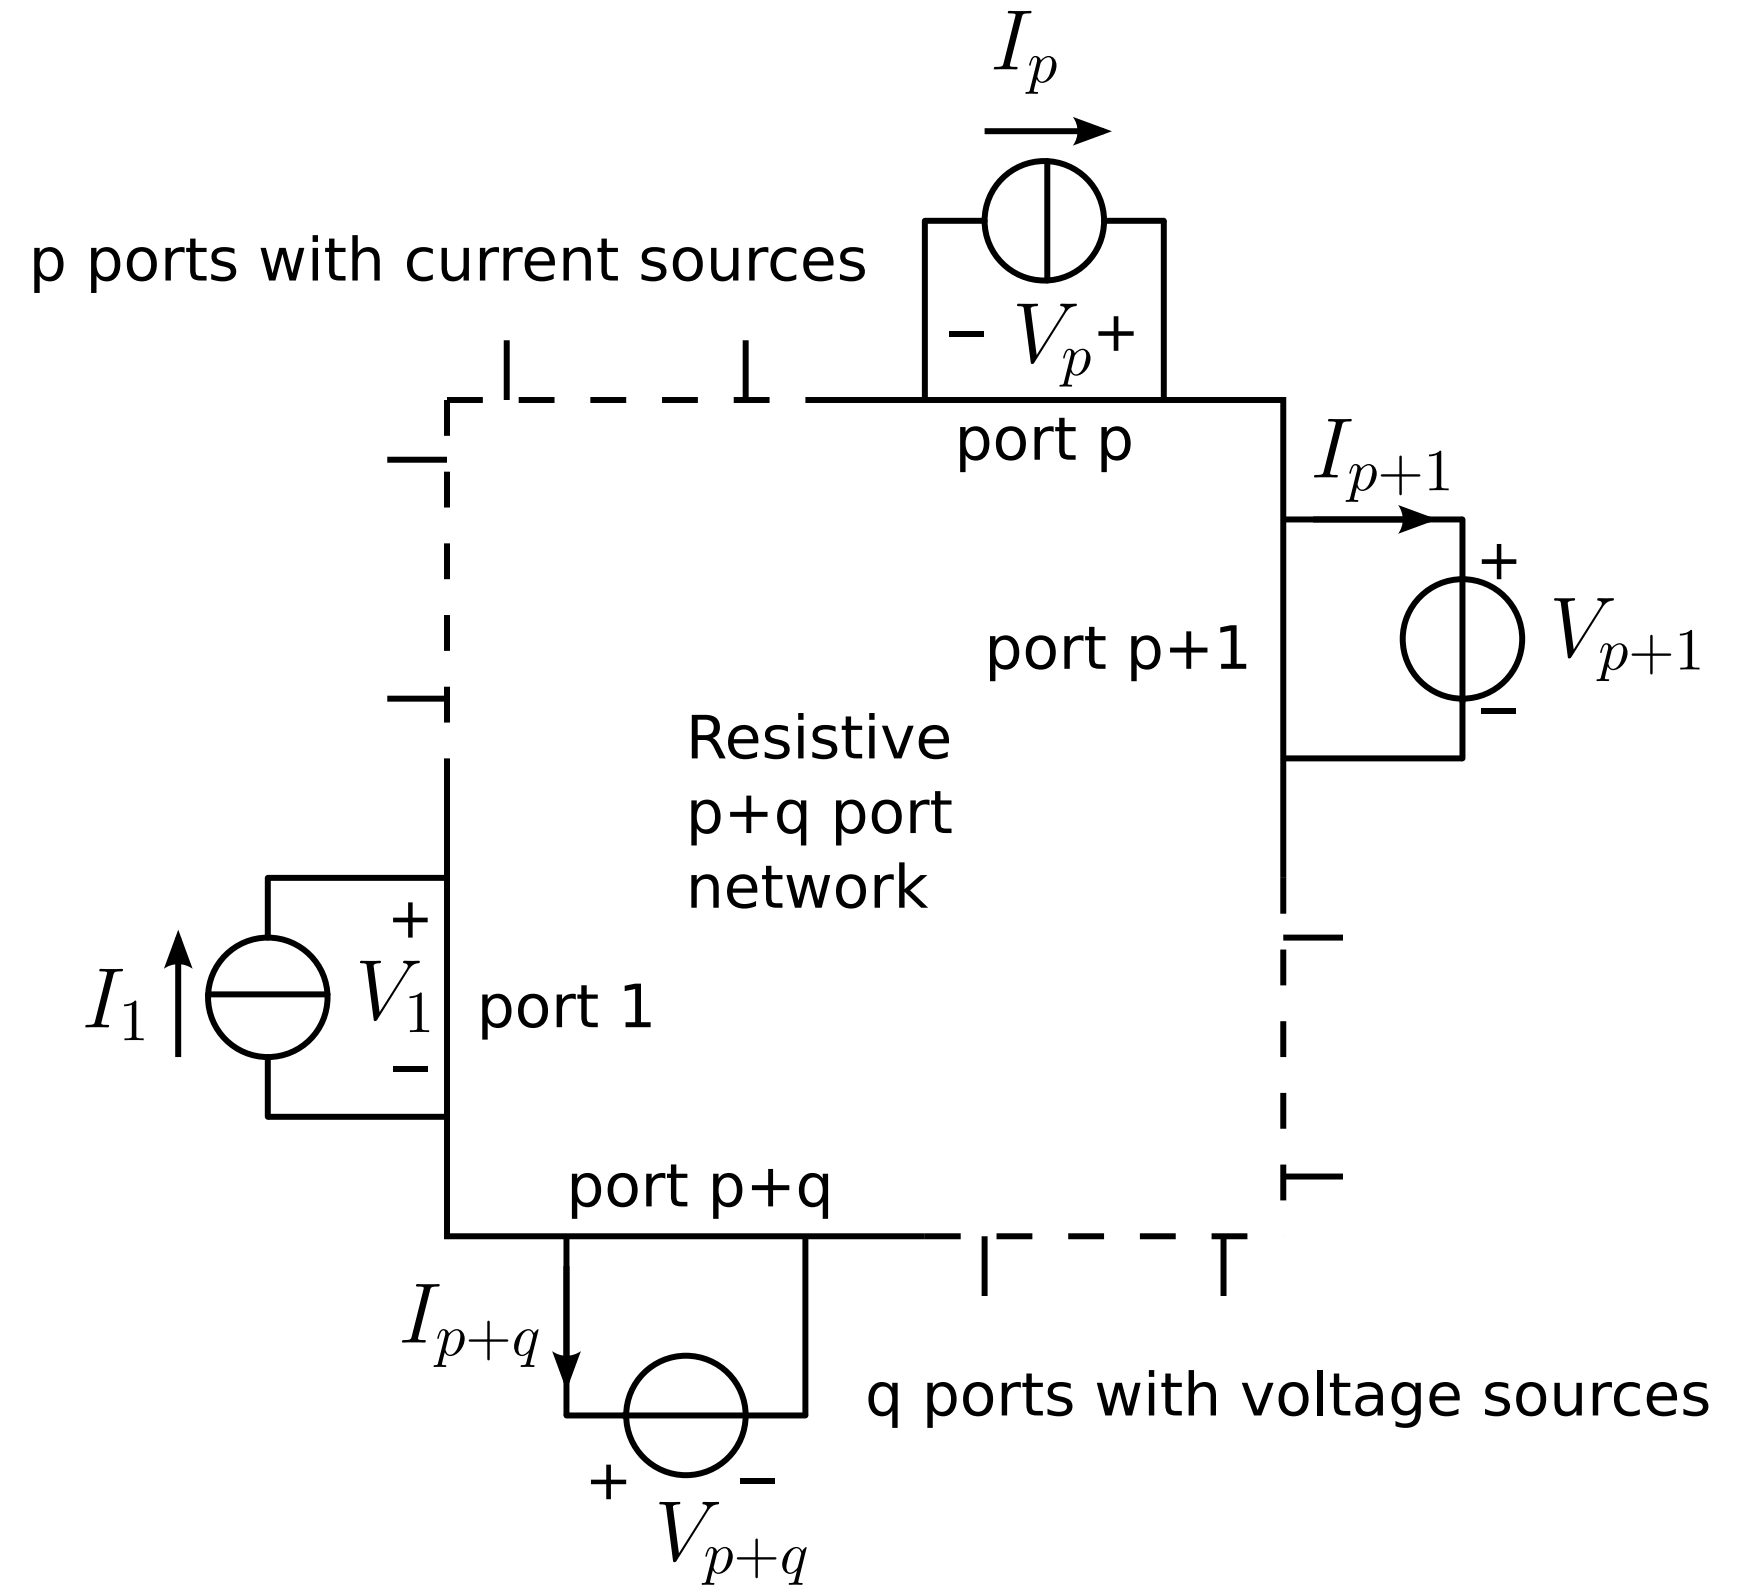 I_p
p ports with current sources
− V_p +
port p
I_{p+1}
+
port p+1
V_{p+1}
−
Resistive
p+q port
network
+
I_1
V_1
port 1
−
port p+q
I_{p+q}
q ports with voltage sources
+ −
V_{p+q}